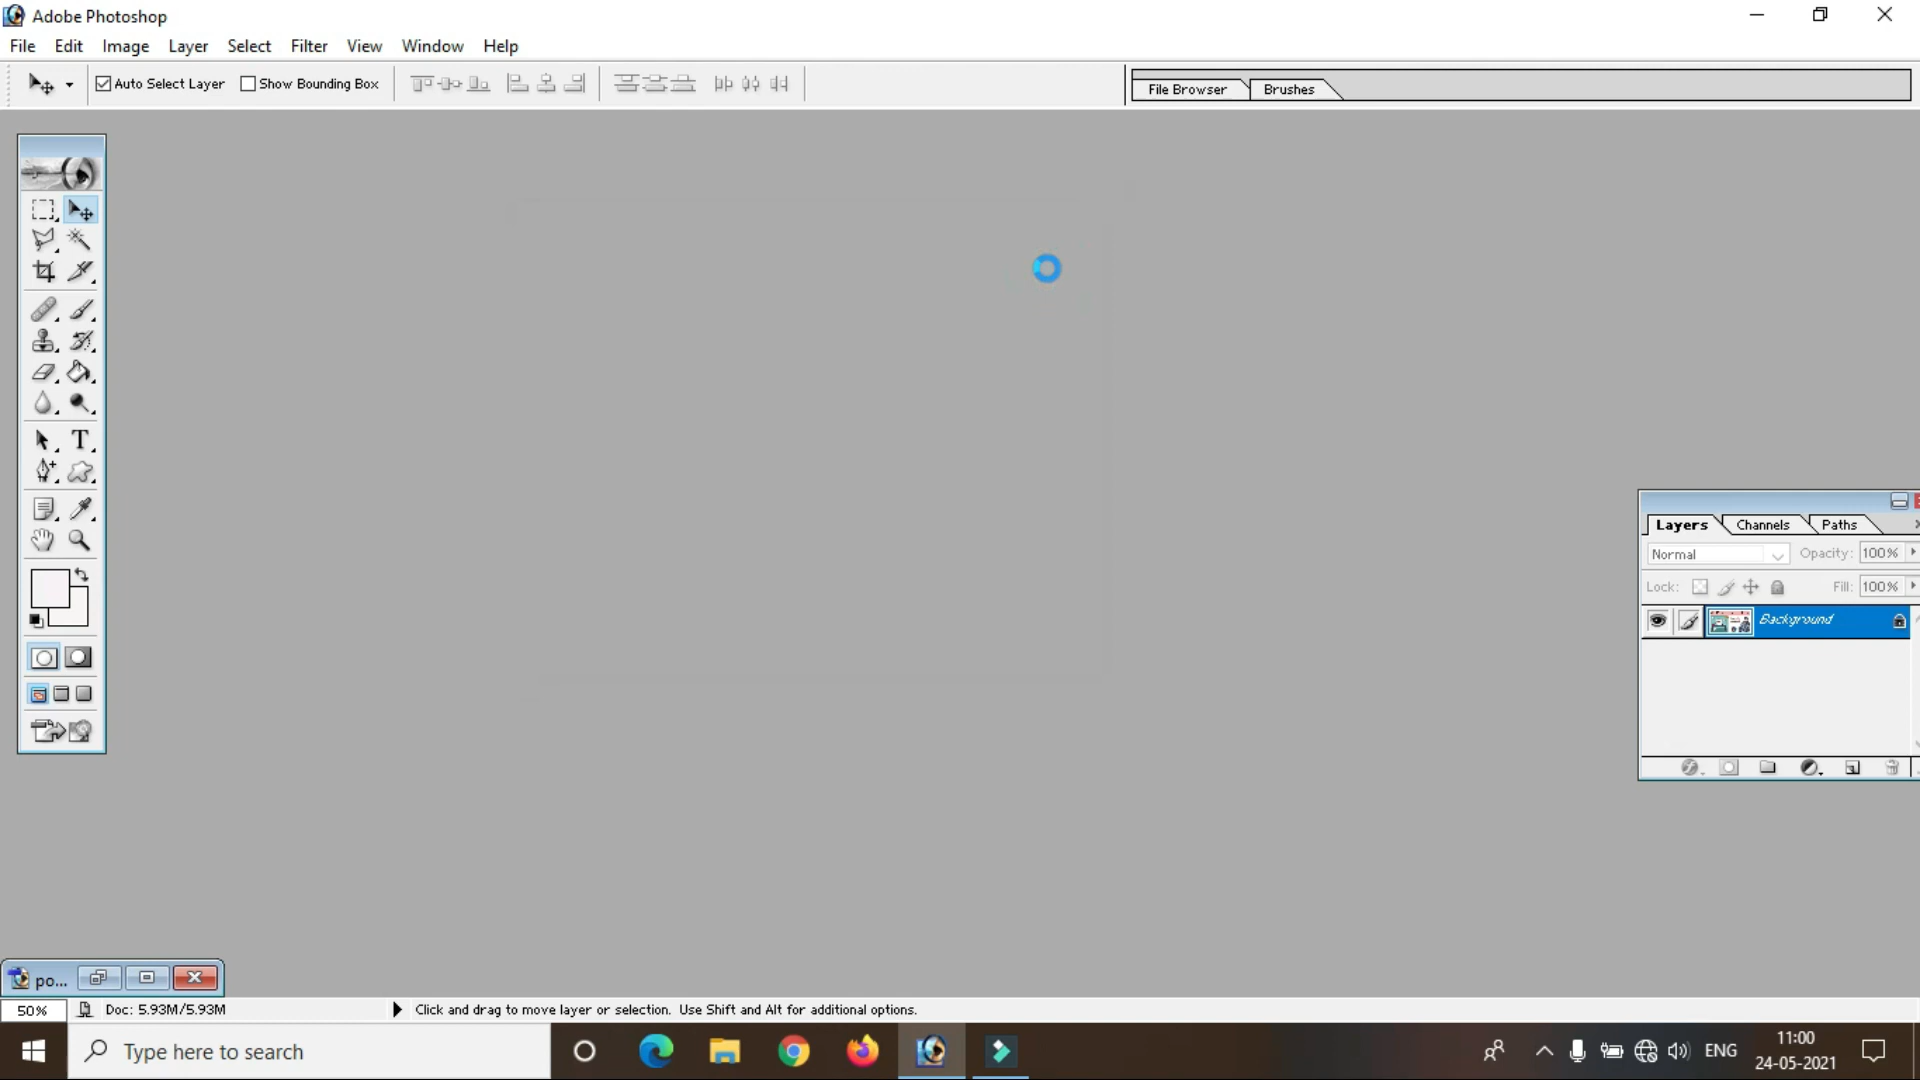 Adobe Photoshop
File Edit Image Layer Select Filter View Window Help
Auto Select Layer Show Bounding Box File Browser Brushes
T
Layers Channels Paths
Normal Opacity: 100%
Lock: Fill: 100%
Background
po...
50% Doc: 5.93M/5.93M Click and drag to move layer or selection. Use Shift and Alt for additional options.
Type here to search ENG 11:00
24-05-2021